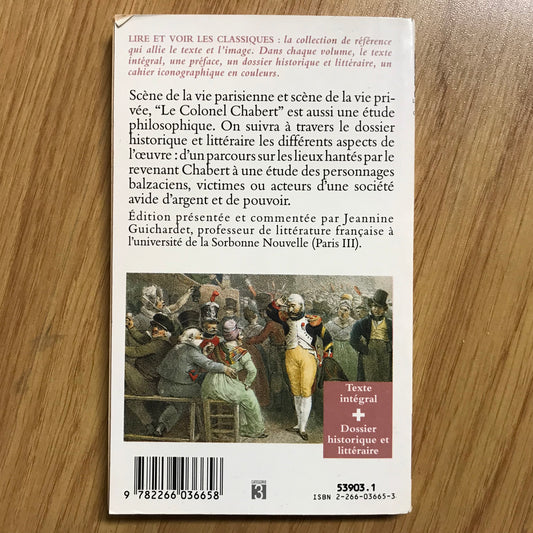 LIRE ET VOIR LES CLASSIQUES : la collection de référence
qui allie le texte et l'image. Dans chaque volume, le texte
intégral, une préface, un dossier historique et littéraire, un
cahier iconographique en couleurs.
Scène de la vie parisienne et scène de la vie pri-
vée, "Le Colonel Chabert" est aussi une étude
philosophique. On suivra à travers le dossier
historique et littéraire les différents aspects de
l'œuvre : d'un parcours sur les lieux hantés par le
revenant Chabert à une étude des personnages
balzaciens, victimes ou acteurs d'une société
avide d'argent et de pouvoir.
Édition présentée et commentée par Jeannine
Guichardet, professeur de littérature française à
l'université de la Sorbonne Nouvelle (Paris III).
Texte
intégral
+
Dossier
historique et
littéraire
9 782266 036658
CATÉGORIE
3
53903.1
ISBN 2-266-03665-3